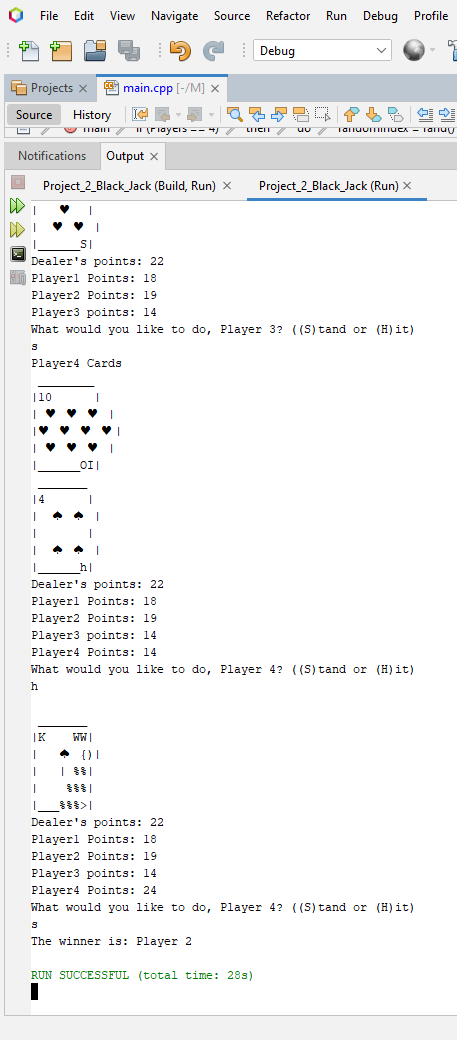 File Edit View Navigate Source Refactor Run Debug Profile
Debug
Projects × main.cpp [-/M] ×
Source History
main if (Players == 4) then do randomIndex = rand()
Notifications Output ×
Project_2_Black_Jack (Build, Run) × Project_2_Black_Jack (Run) ×
| ♥ |
| ♥ ♥ |
|______S|
Dealer's points: 22
Player1 Points: 18
Player2 Points: 19
Player3 points: 14
What would you like to do, Player 3? ((S)tand or (H)it)
s
Player4 Cards
________
|10 |
| ♥ ♥ ♥ |
|♥ ♥ ♥ ♥|
| ♥ ♥ ♥ |
|______OI|
_______
|4 |
| ♠ ♠ |
| |
| ♠ ♠ |
|______h|
Dealer's points: 22
Player1 Points: 18
Player2 Points: 19
Player3 points: 14
Player4 Points: 14
What would you like to do, Player 4? ((S)tand or (H)it)
h
_______
|K WW|
| ♠ {)|
| | %%|
| %%%|
|___%%%>|
Dealer's points: 22
Player1 Points: 18
Player2 Points: 19
Player3 points: 14
Player4 Points: 24
What would you like to do, Player 4? ((S)tand or (H)it)
s
The winner is: Player 2
RUN SUCCESSFUL (total time: 28s)